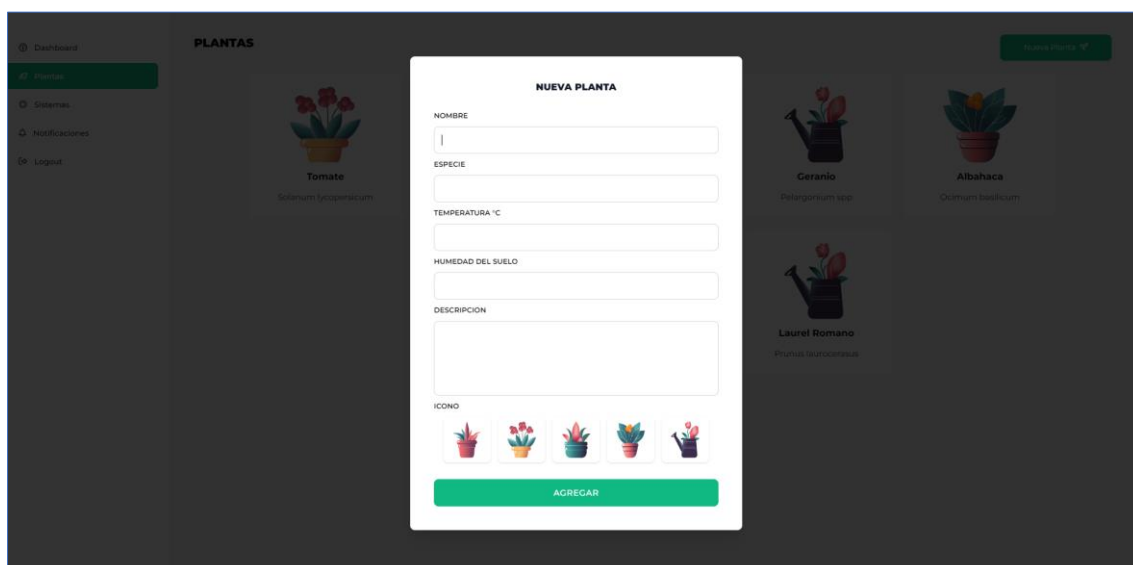 Dashboard
PLANTAS
Nueva Planta
Plantas
Sistemas
Notificaciones
Logout
Tomate
Solanum lycopersicum
Geranio
Pelargonium spp
Albahaca
Ocimum basilicum
Laurel Romano
Prunus laurocerasus
NUEVA PLANTA
NOMBRE
ESPECIE
TEMPERATURA °C
HUMEDAD DEL SUELO
DESCRIPCION
ICONO
AGREGAR